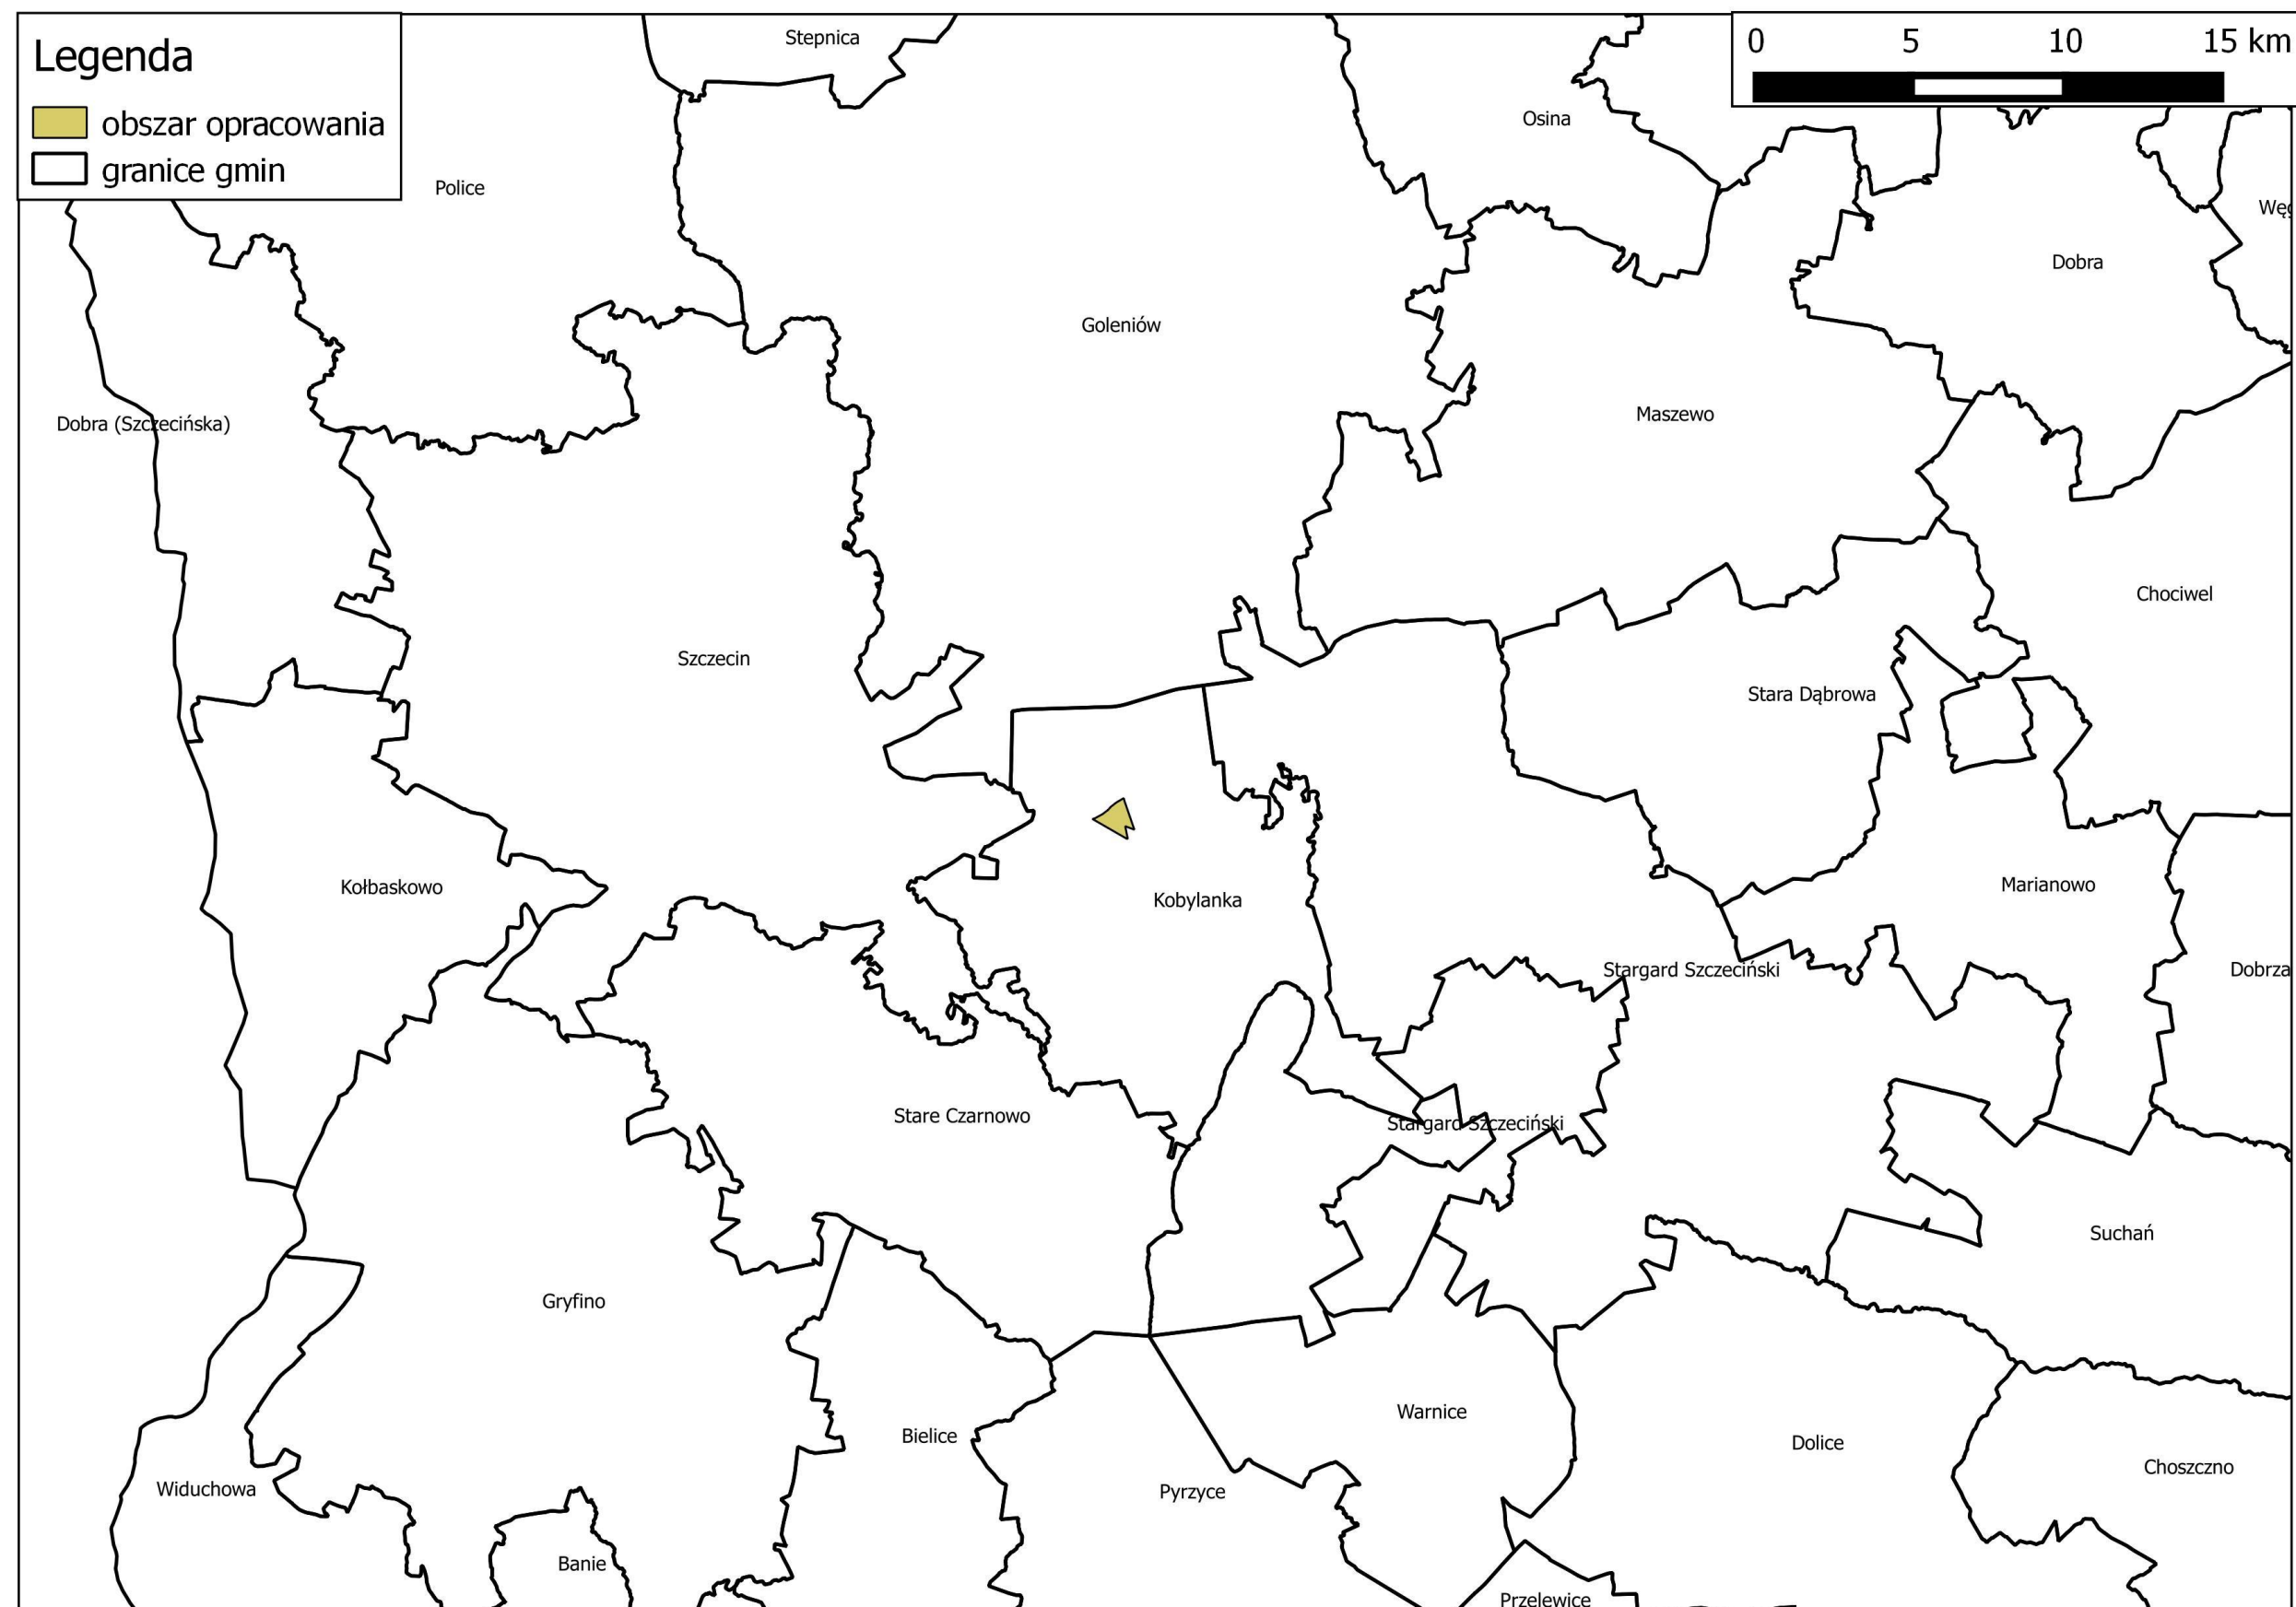 Legenda
obszar opracowania
granice gmin
0 5 10 15 km
Stepnica
Osina
Police
Węg
Dobra
Goleniów
Maszewo
Dobra (Szczecińska)
Chociwel
Szczecin
Stara Dąbrowa
Kołbaskowo
Kobylanka
Marianowo
Stargard Szczeciński
Dobrza
Stare Czarnowo
Stargard Szczeciński
Suchań
Gryfino
Warnice
Bielice
Dolice
Choszczno
Widuchowa
Pyrzyce
Banie
Przelewice